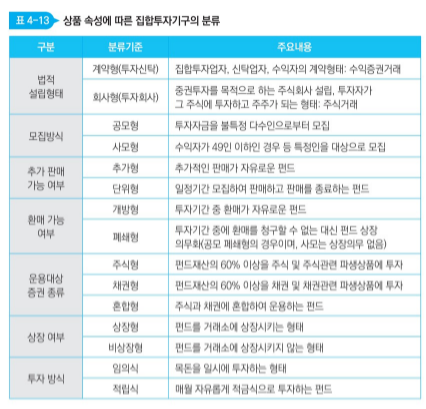 표 4-13 상품 속성에 따른 집합투자기구의 분류
구분 분류기준 주요내용
법적 설립형태
계약형(투자신탁) 집합투자업자, 신탁업자, 수익자의 계약형태: 수익증권거래
회사형(투자회사) 증권투자를 목적으로 하는 주식회사 설립, 투자자가
그 주식에 투자하고 주주가 되는 형태: 주식거래
모집방식
공모형 투자자금을 불특정 다수인으로부터 모집
사모형 수익자가 49인 이하인 경우 등 특정인을 대상으로 모집
추가 판매
가능 여부
추가형 추가적인 판매가 자유로운 펀드
단위형 일정기간 모집하여 판매하고 판매를 종료하는 펀드
환매 가능
여부
개방형 투자기간 중 환매가 자유로운 펀드
폐쇄형 투자기간 중에 환매를 청구할 수 없는 대신 펀드 상장
의무화(공모 폐쇄형의 경우이며, 사모는 상장의무 없음)
운용대상
증권 종류
주식형 펀드재산의 60% 이상을 주식 및 주식관련 파생상품에 투자
채권형 펀드재산의 60% 이상을 채권 및 채권관련 파생상품에 투자
혼합형 주식과 채권에 혼합하여 운용하는 펀드
상장 여부
상장형 펀드를 거래소에 상장시키는 형태
비상장형 펀드를 거래소에 상장시키지 않는 형태
투자 방식
임의식 목돈을 일시에 투자하는 형태
적립식 매월 자유롭게 적금식으로 투자하는 펀드